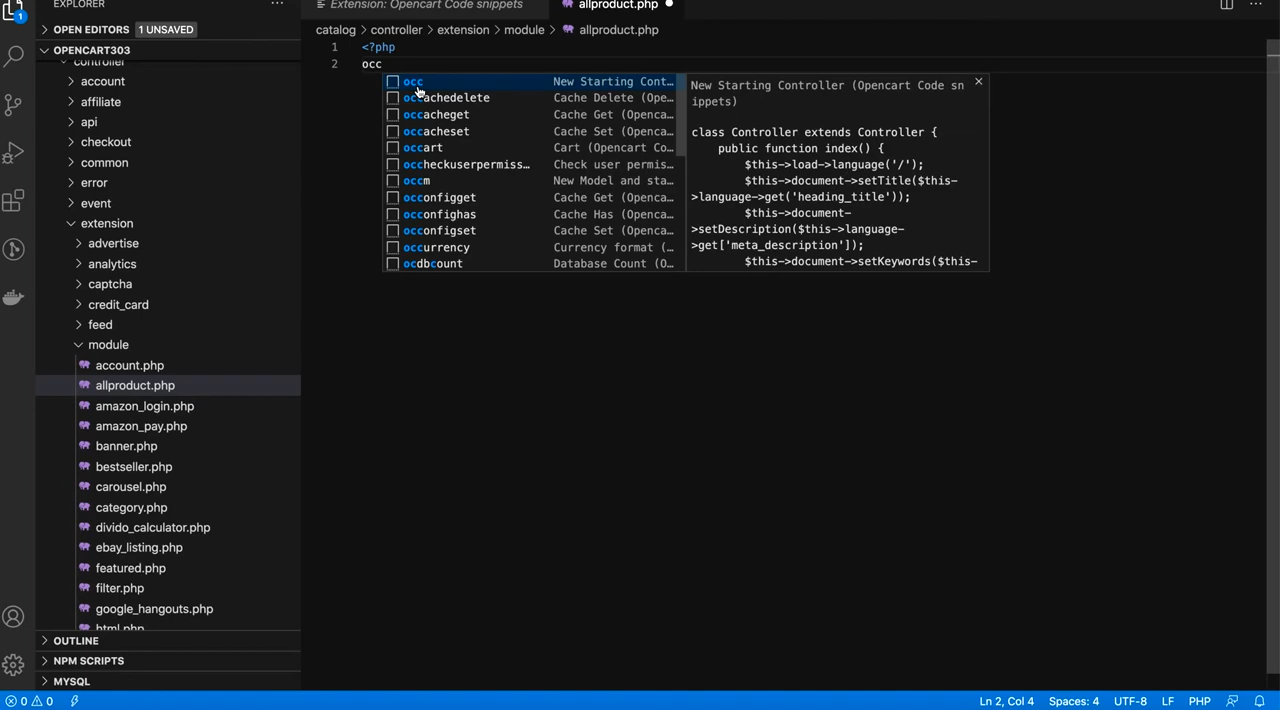 EXPLORER
···
Extension: Opencart Code snippets
allproduct.php
···
1
OPEN EDITORS
1 UNSAVED
OPENCART303
controller
account
affiliate
api
checkout
common
error
event
extension
advertise
analytics
captcha
credit_card
feed
module
account.php
allproduct.php
amazon_login.php
amazon_pay.php
banner.php
bestseller.php
carousel.php
category.php
divido_calculator.php
ebay_listing.php
featured.php
filter.php
google_hangouts.php
html.php
OUTLINE
NPM SCRIPTS
MYSQL
catalog > controller > extension > module > allproduct.php
1 <?php
2 occ
occ New Starting Cont…
occachedelete Cache Delete (Ope…
occacheget Cache Get (Openca…
occacheset Cache Set (Openca…
occart Cart (Opencart Co…
occheckuserpermiss… Check user permis…
occm New Model and sta…
occonfigget Cache Get (Openca…
occonfighas Cache Has (Openca…
occonfigset Cache Set (Openca…
occurrency Currency format (…
ocdbcount Database Count (O…
New Starting Controller (Opencart Code sn
ippets)
class Controller extends Controller {
public function index() {
$this->load->language('/');
$this->document->setTitle($this-
>language->get('heading_title'));
$this->document-
>setDescription($this->language-
>get['meta_description']);
$this->document->setKeywords($this-
0 0
Ln 2, Col 4 Spaces: 4 UTF-8 LF PHP